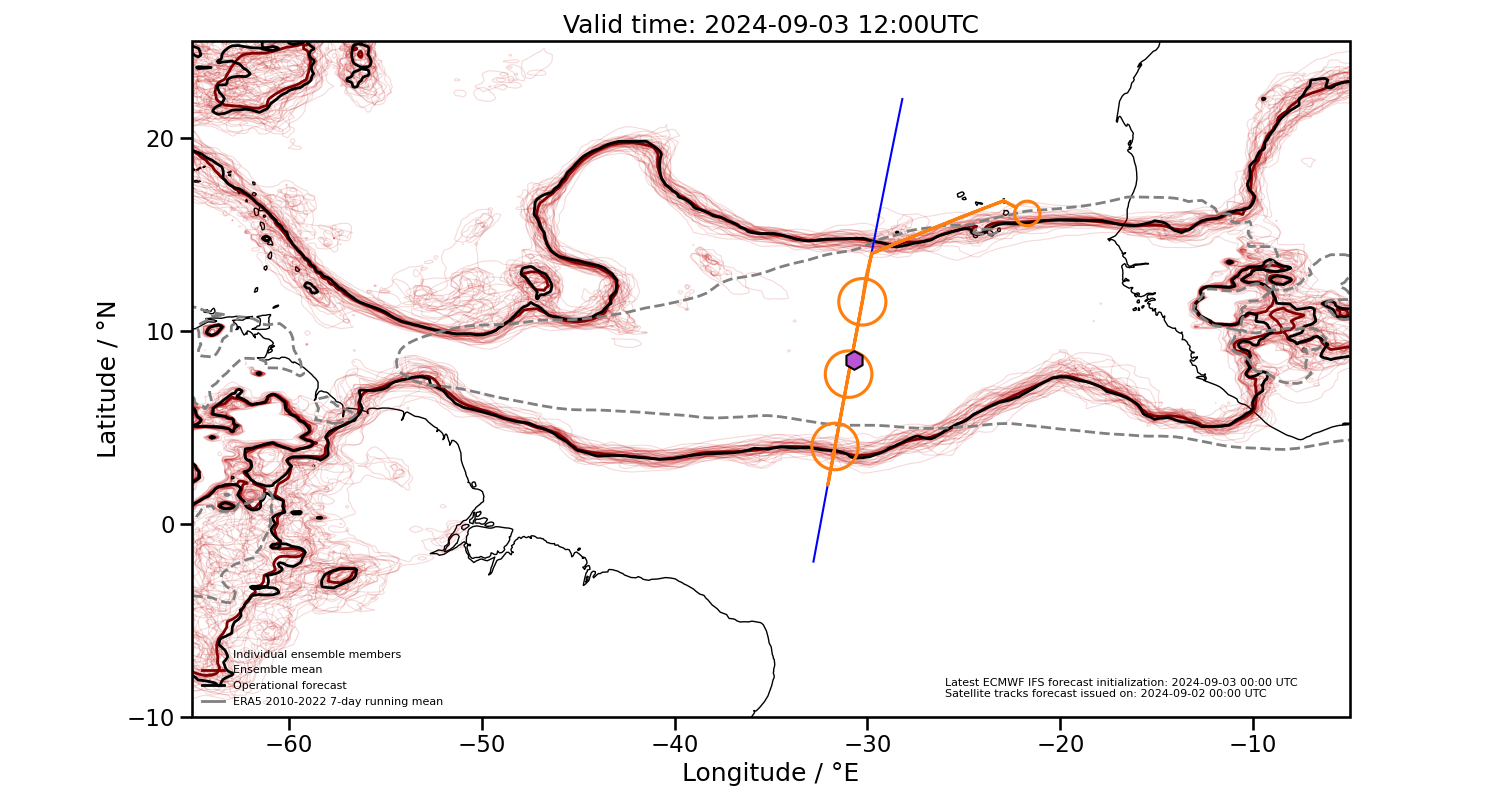 Valid time: 2024-09-03 12:00UTC
Latitude / °N
20
10
0
−10
Individual ensemble members
Ensemble mean
Operational forecast
ERA5 2010-2022 7-day running mean
Latest ECMWF IFS forecast initialization: 2024-09-03 00:00 UTC
Satellite tracks forecast issued on: 2024-09-02 00:00 UTC
−60 −50 −40 −30 −20 −10
Longitude / °E